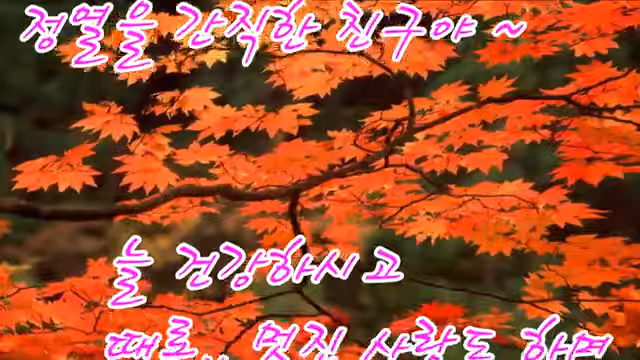 정열을 간직한 친구야 ~
늘 건강하시고
때로.. 멋진 사랑도 하며